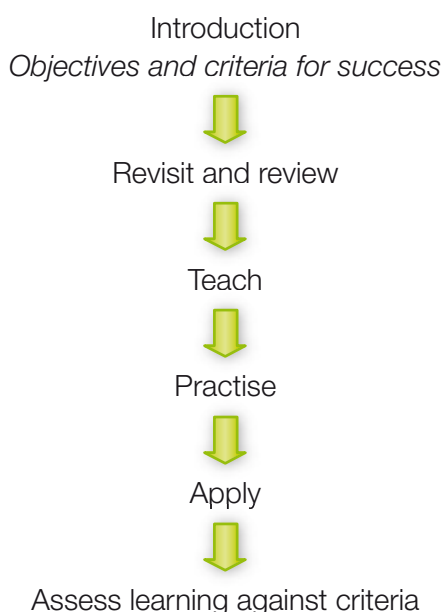 Introduction
Objectives and criteria for success
Revisit and review
Teach
Practise
Apply
Assess learning against criteria